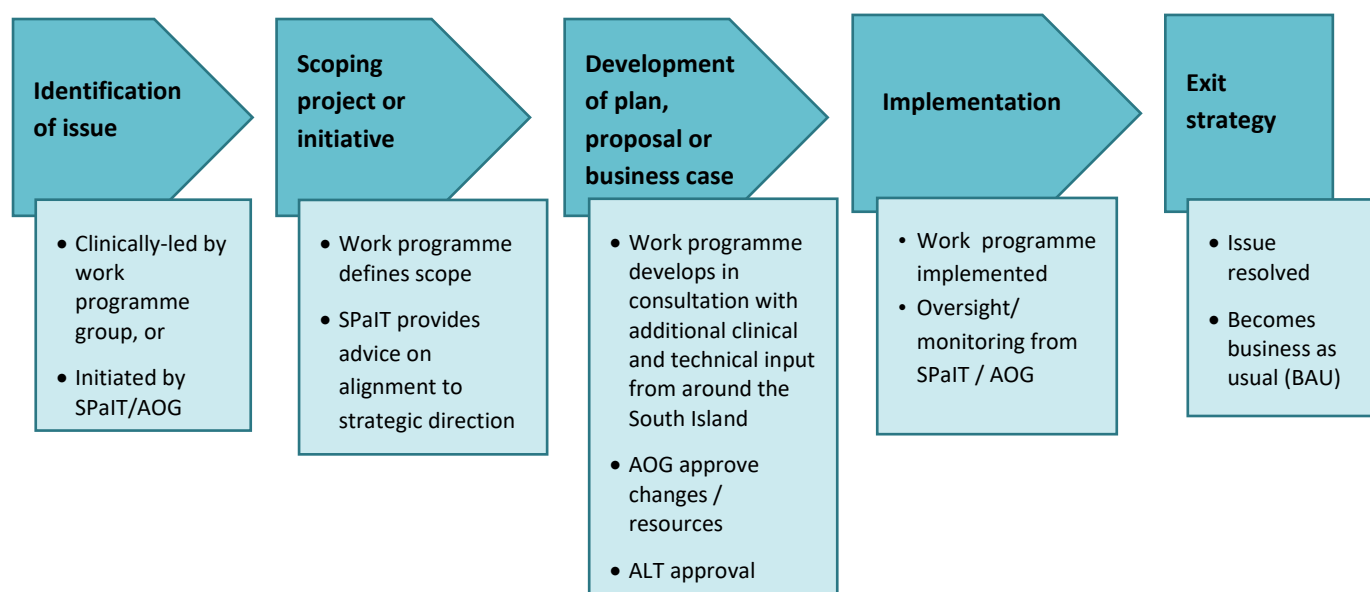 Identification
of issue
• Clinically-led by
work
programme
group, or
• Initiated by
SPaIT/AOG
Scoping
project or
initiative
• Work programme
defines scope
• SPaIT provides
advice on
alignment to
strategic direction
Development
of plan,
proposal or
business case
• Work programme
develops in
consultation with
additional clinical
and technical input
from around the
South Island
• AOG approve
changes /
resources
• ALT approval
Implementation
• Work programme
implemented
• Oversight/
monitoring from
SPaIT / AOG
Exit
strategy
• Issue
resolved
• Becomes
business as
usual (BAU)